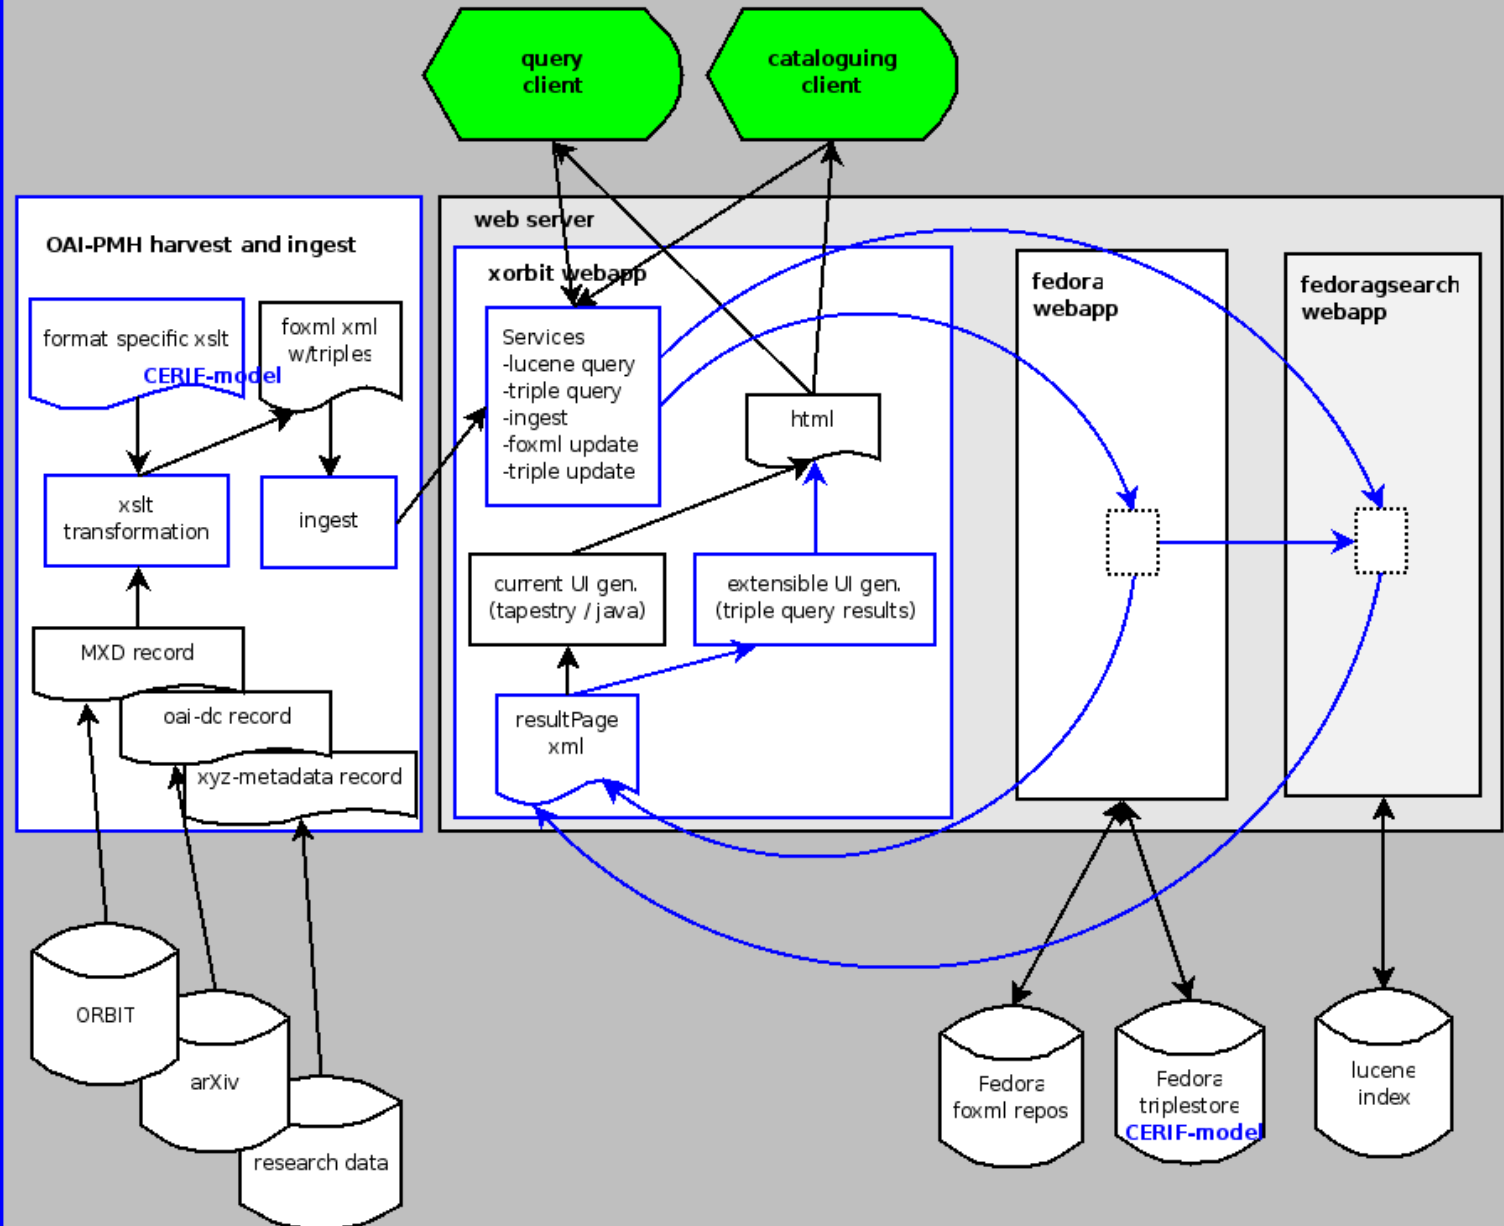 query
client
cataloguing
client
web server
OAI-PMH harvest and ingest
xorbit webapp
fedora
webapp
fedoragsearch
webapp
format specific xslt
CERIF-model
foxml xml
w/triples
Services
-lucene query
-triple query
-ingest
-foxml update
-triple update
html
xslt
transformation
ingest
current UI gen.
(tapestry / java)
extensible UI gen.
(triple query results)
MXD record
oai-dc record
xyz-metadata record
resultPage
xml
ORBIT
arXiv
research data
Fedora
foxml repos
Fedora
triplestore
CERIF-model
lucene
index